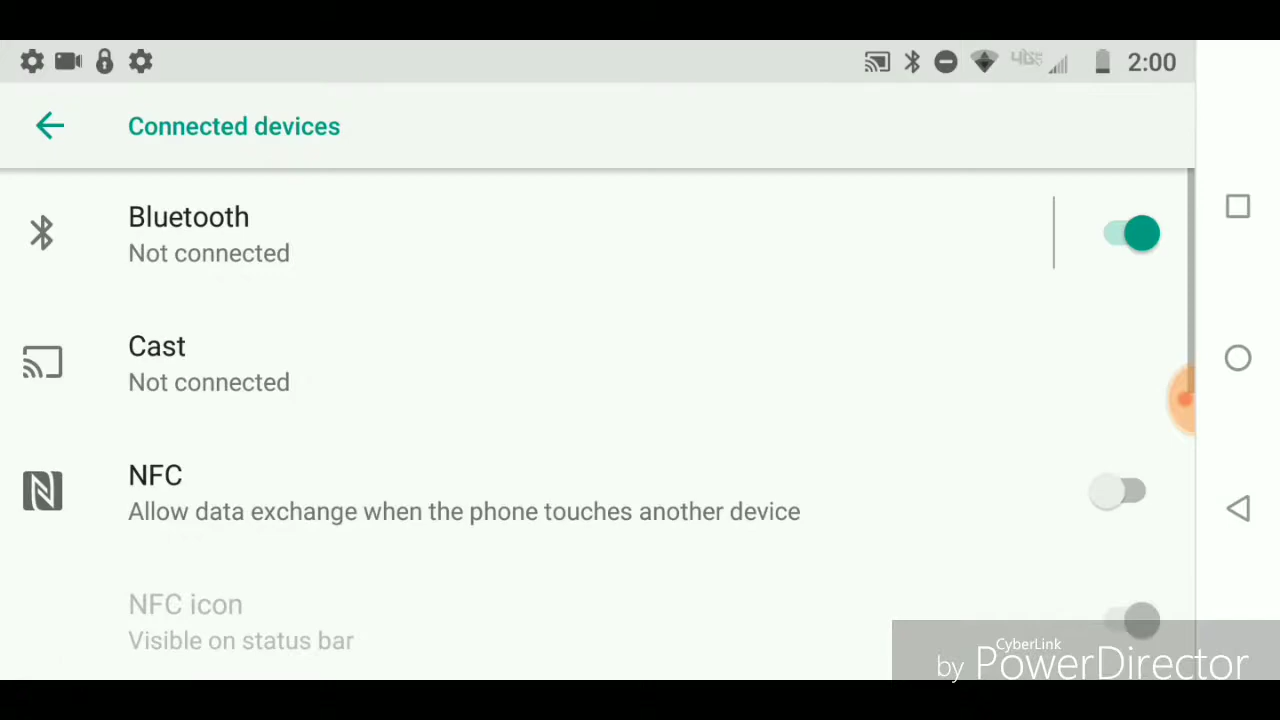 2:00
Connected devices
Bluetooth
Not connected
Cast
Not connected
NFC
Allow data exchange when the phone touches another device
NFC icon
Visible on status bar
CyberLink
by PowerDirector